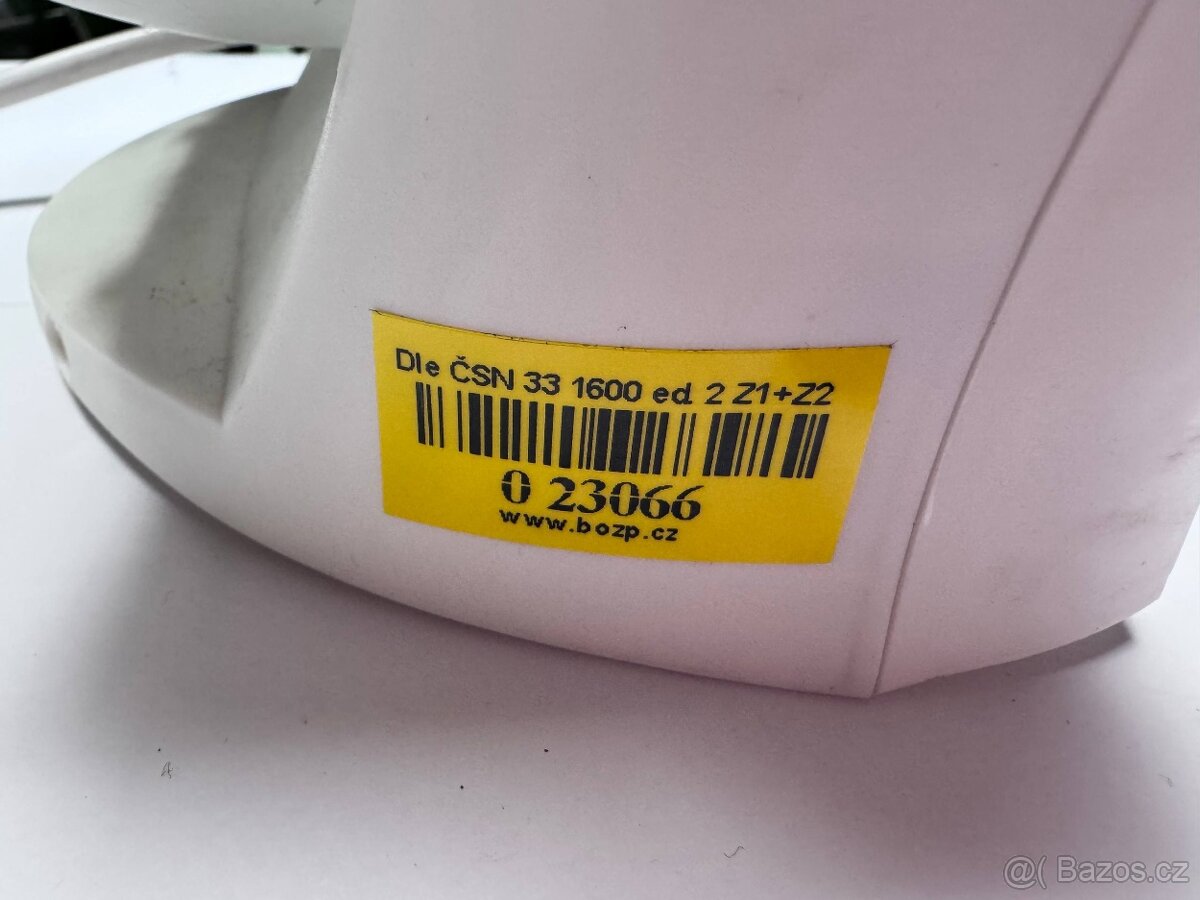 Dle ČSN 33 1600 ed. 2 Z1+Z2
0 23066
www.bozp.cz
@( Bazos.cz